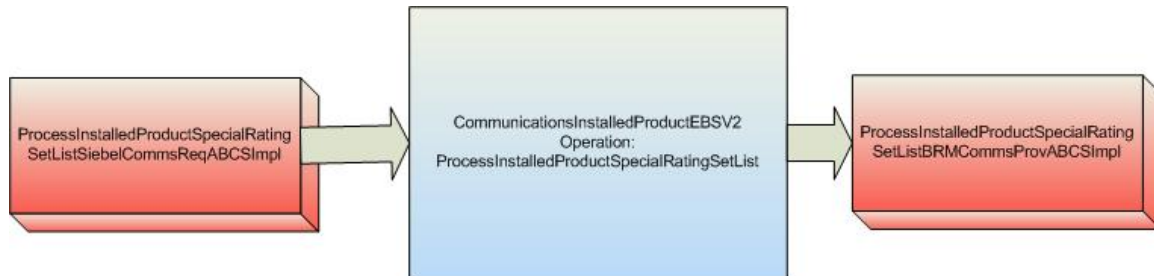 ProcessInstalledProductSpecialRating
SetListSiebelCommsReqABCSImpl
CommunicationsInstalledProductEBSV2
Operation:
ProcessInstalledProductSpecialRatingSetList
ProcessInstalledProductSpecialRating
SetListBRMCommsProvABCSImpl